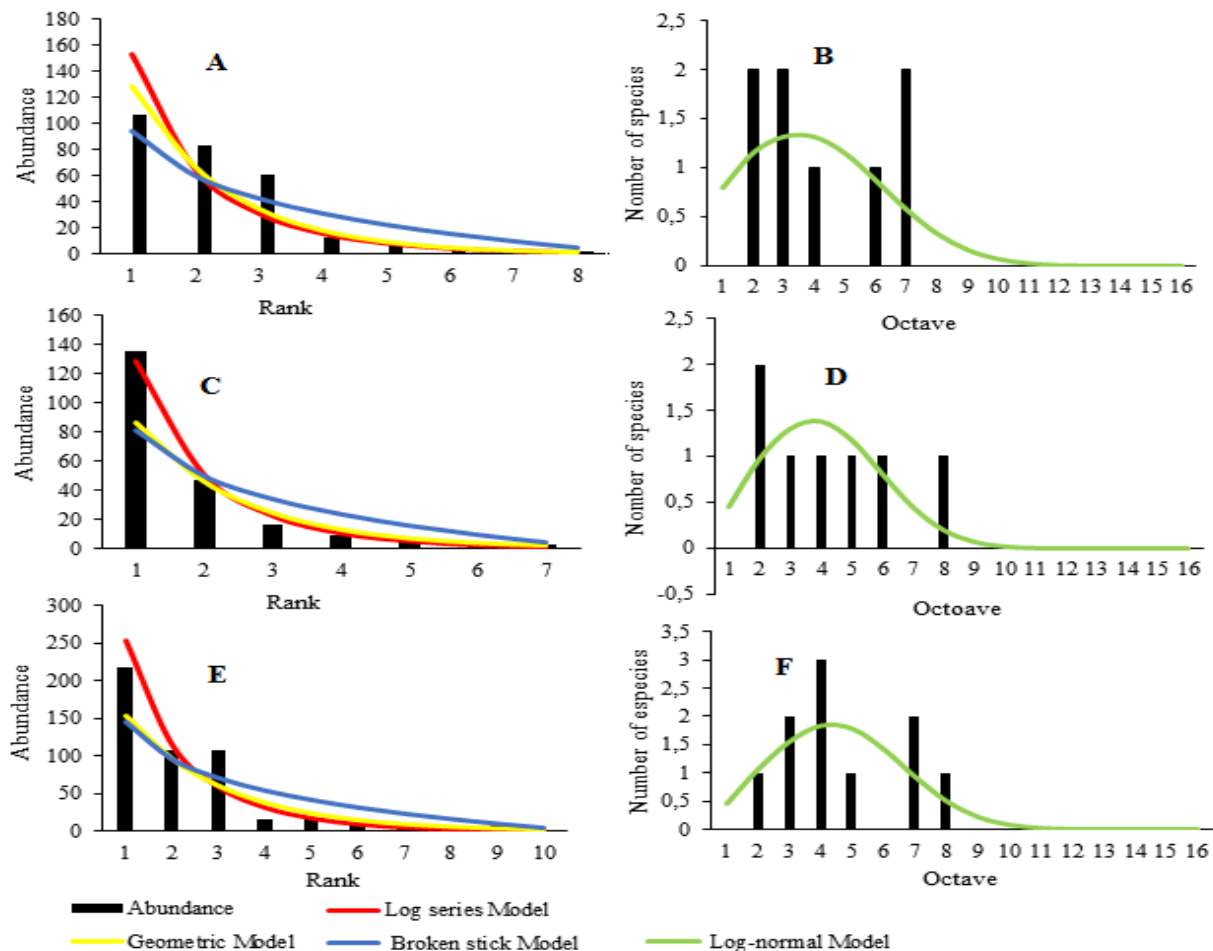 A
Abundance
180
160
140
120
100
80
60
40
20
0
1 2 3 4 5 6 7 8
Rank
B
Nomber of species
2,5
2
1,5
1
0,5
0
1 2 3 4 5 6 7 8 9 10 11 12 13 14 15 16
Octave
C
Abundance
160
140
120
100
80
60
40
20
0
1 2 3 4 5 6 7
Rank
D
Nomber of species
2,5
2
1,5
1
0,5
0
-0,5
1 2 3 4 5 6 7 8 9 10 11 12 13 14 15 16
Octoave
E
Abundance
300
250
200
150
100
50
0
1 2 3 4 5 6 7 8 9 10
Rank
F
Number of especies
3,5
3
2,5
2
1,5
1
0,5
0
1 2 3 4 5 6 7 8 9 10 11 12 13 14 15 16
Octave
Abundance
Log series Model
Geometric Model
Broken stick Model
Log-normal Model